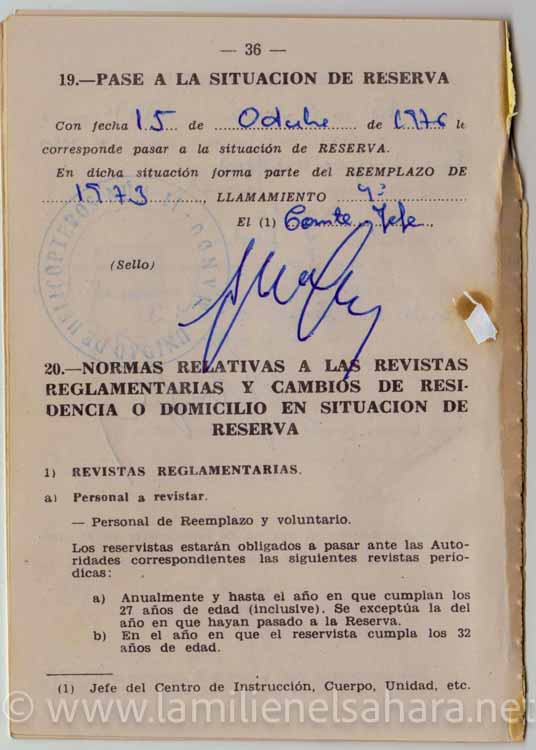 — 36 —
19.—PASE A LA SITUACION DE RESERVA
Con fecha 15 de Octubre de 1976 le
corresponde pasar a la situación de RESERVA.
En dicha situación forma parte del REEMPLAZO DE
1973, LLAMAMIENTO 4º
El (1) Comte Jefe,
(Sello)
UNIDAD DE HELICOPTEROS
20.—NORMAS RELATIVAS A LAS REVISTAS
REGLAMENTARIAS Y CAMBIOS DE RESI-
DENCIA O DOMICILIO EN SITUACION DE
RESERVA
1) REVISTAS REGLAMENTARIAS.
a) Personal a revistar.
— Personal de Reemplazo y voluntario.
Los reservistas estarán obligados a pasar ante las Auto-
ridades correspondientes las siguientes revistas perió-
dicas:
a) Anualmente y hasta el año en que cumplan los
27 años de edad (inclusive). Se exceptúa la del
año en que hayan pasado a la Reserva.
b) En el año en que el reservista cumpla los 32
años de edad.
(1) Jefe del Centro de Instrucción, Cuerpo, Unidad, etc.
© www.lamilienelsahara.net